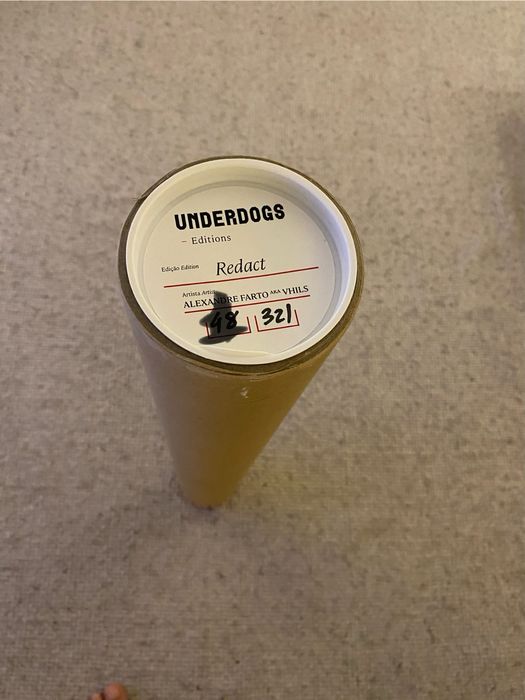 UNDERDOGS
– Editions
Edição Edition Redact
Artista Artist
ALEXANDRE FARTO AKA VHILS
48 321